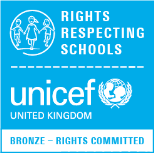 RIGHTS
RESPECTING
SCHOOLS
unicef
UNITED KINGDOM
BRONZE – RIGHTS COMMITTED